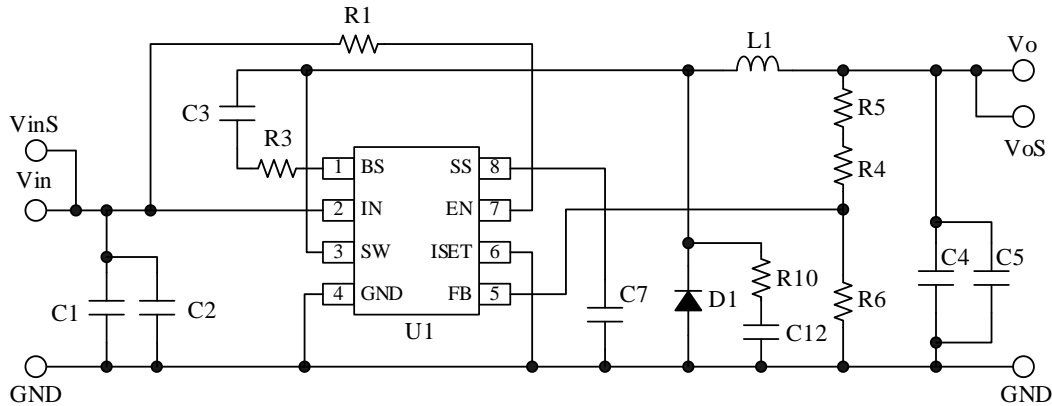 R1
L1
Vo
C3
R5
VinS
R3
VoS
Vin
1 BS SS 8
R4
2 IN EN 7
3 SW ISET 6
C4 C5
R10
4 GND FB 5
C7
D1
R6
C1 C2
U1
C12
GND
GND